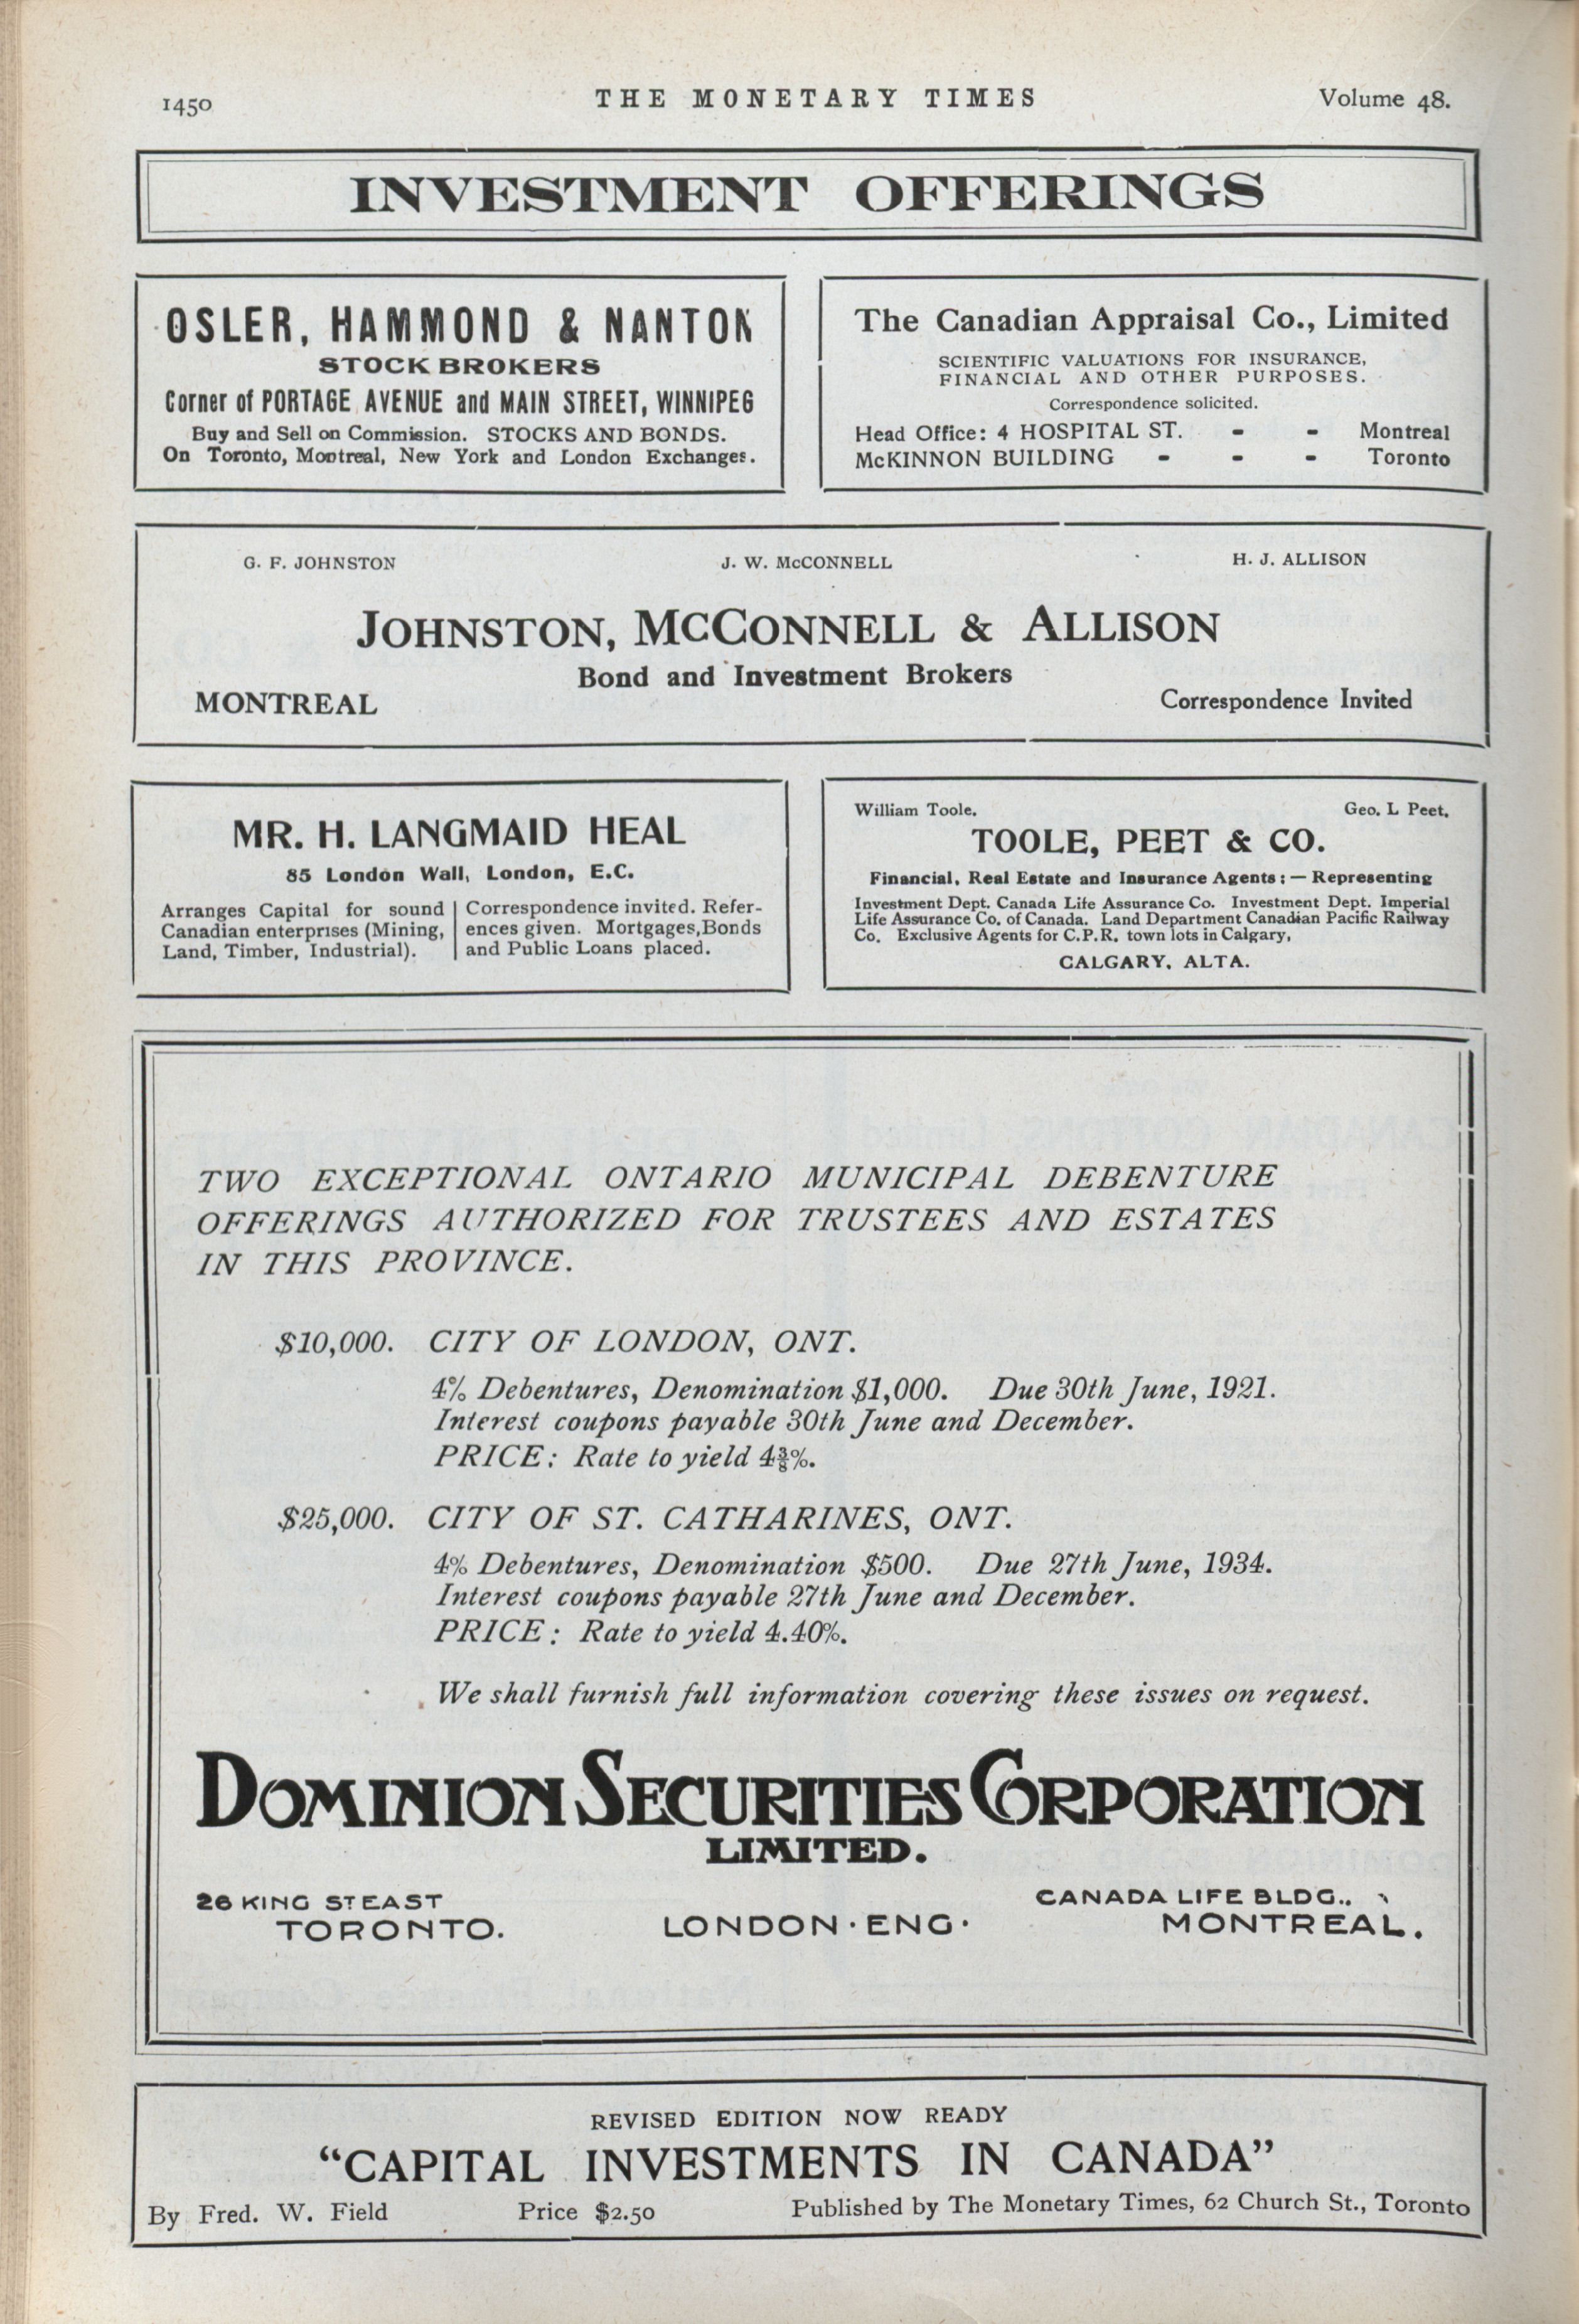 1450
THE MONETARY TIMES
Volume 48.
INVESTMENT OFFERINGS
OSLER, HAMMOND & NANTON
STOCK BROKERS
Corner of PORTAGE AVENUE and MAIN STREET, WINNIPEG
Buy and Sell on Commission. STOCKS AND BONDS.
On Toronto, Montreal, New York and London Exchanges.
The Canadian Appraisal Co., Limited
SCIENTIFIC VALUATIONS FOR INSURANCE,
FINANCIAL AND OTHER PURPOSES.
Correspondence solicited.
Head Office: 4 HOSPITAL ST. - - Montreal
McKINNON BUILDING - - - Toronto
G. F. JOHNSTON
J. W. McCONNELL
H. J. ALLISON
JOHNSTON, MCCONNELL & ALLISON
Bond and Investment Brokers
MONTREAL
Correspondence Invited
MR. H. LANGMAID HEAL
85 London Wall, London, E.C.
Arranges Capital for sound
Canadian enterprises (Mining,
Land, Timber, Industrial).
Correspondence invited. Refer-
ences given. Mortgages,Bonds
and Public Loans placed.
William Toole.
Geo. L Peet.
TOOLE, PEET & CO.
Financial, Real Estate and Insurance Agents: — Representing
Investment Dept. Canada Life Assurance Co. Investment Dept. Imperial
Life Assurance Co. of Canada. Land Department Canadian Pacific Railway
Co. Exclusive Agents for C.P.R. town lots in Calgary,
CALGARY, ALTA.
TWO EXCEPTIONAL ONTARIO MUNICIPAL DEBENTURE
OFFERINGS AUTHORIZED FOR TRUSTEES AND ESTATES
IN THIS PROVINCE.
$10,000. CITY OF LONDON, ONT.
4% Debentures, Denomination $1,000. Due 30th June, 1921.
Interest coupons payable 30th June and December.
PRICE: Rate to yield 4⅜%.
$25,000. CITY OF ST. CATHARINES, ONT.
4% Debentures, Denomination $500. Due 27th June, 1934.
Interest coupons payable 27th June and December.
PRICE: Rate to yield 4.40%.
We shall furnish full information covering these issues on request.
DOMINION SECURITIES CORPORATION
LIMITED.
26 KING ST EAST
TORONTO.
LONDON · ENG ·
CANADA LIFE BLDG..
MONTREAL.
REVISED EDITION NOW READY
“CAPITAL INVESTMENTS IN CANADA”
By Fred. W. Field
Price $2.50
Published by The Monetary Times, 62 Church St., Toronto